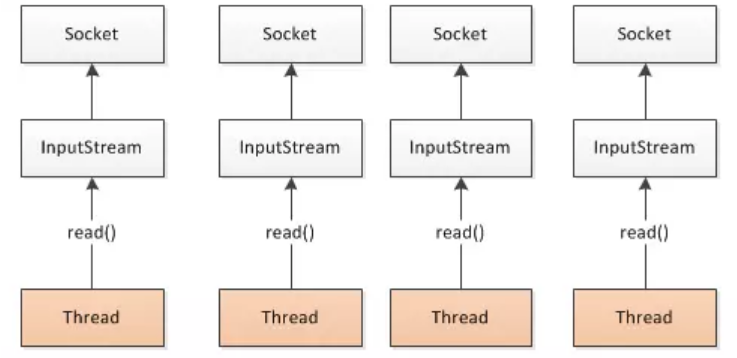 Socket Socket Socket Socket
InputStream InputStream InputStream InputStream
read() read() read() read()
Thread Thread Thread Thread